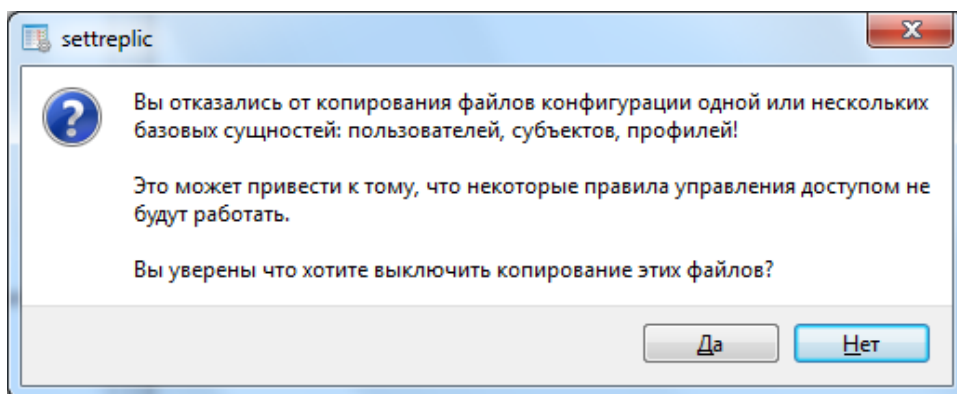 settreplic
Вы отказались от копирования файлов конфигурации одной или нескольких
базовых сущностей: пользователей, субъектов, профилей!
Это может привести к тому, что некоторые правила управления доступом не
будут работать.
Вы уверены что хотите выключить копирование этих файлов?
Да
Нет